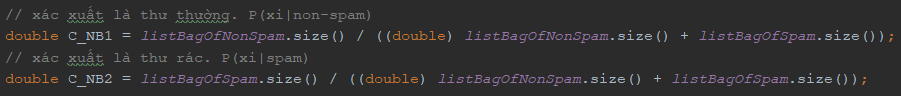 // xác xuất là thư thường. P(xi|non-spam)
double C_NB1 = listBagOfNonSpam.size() / ((double) listBagOfNonSpam.size() + listBagOfSpam.size());
// xác xuất là thư rác. P(xi|spam)
double C_NB2 = listBagOfSpam.size() / ((double) listBagOfNonSpam.size() + listBagOfSpam.size());